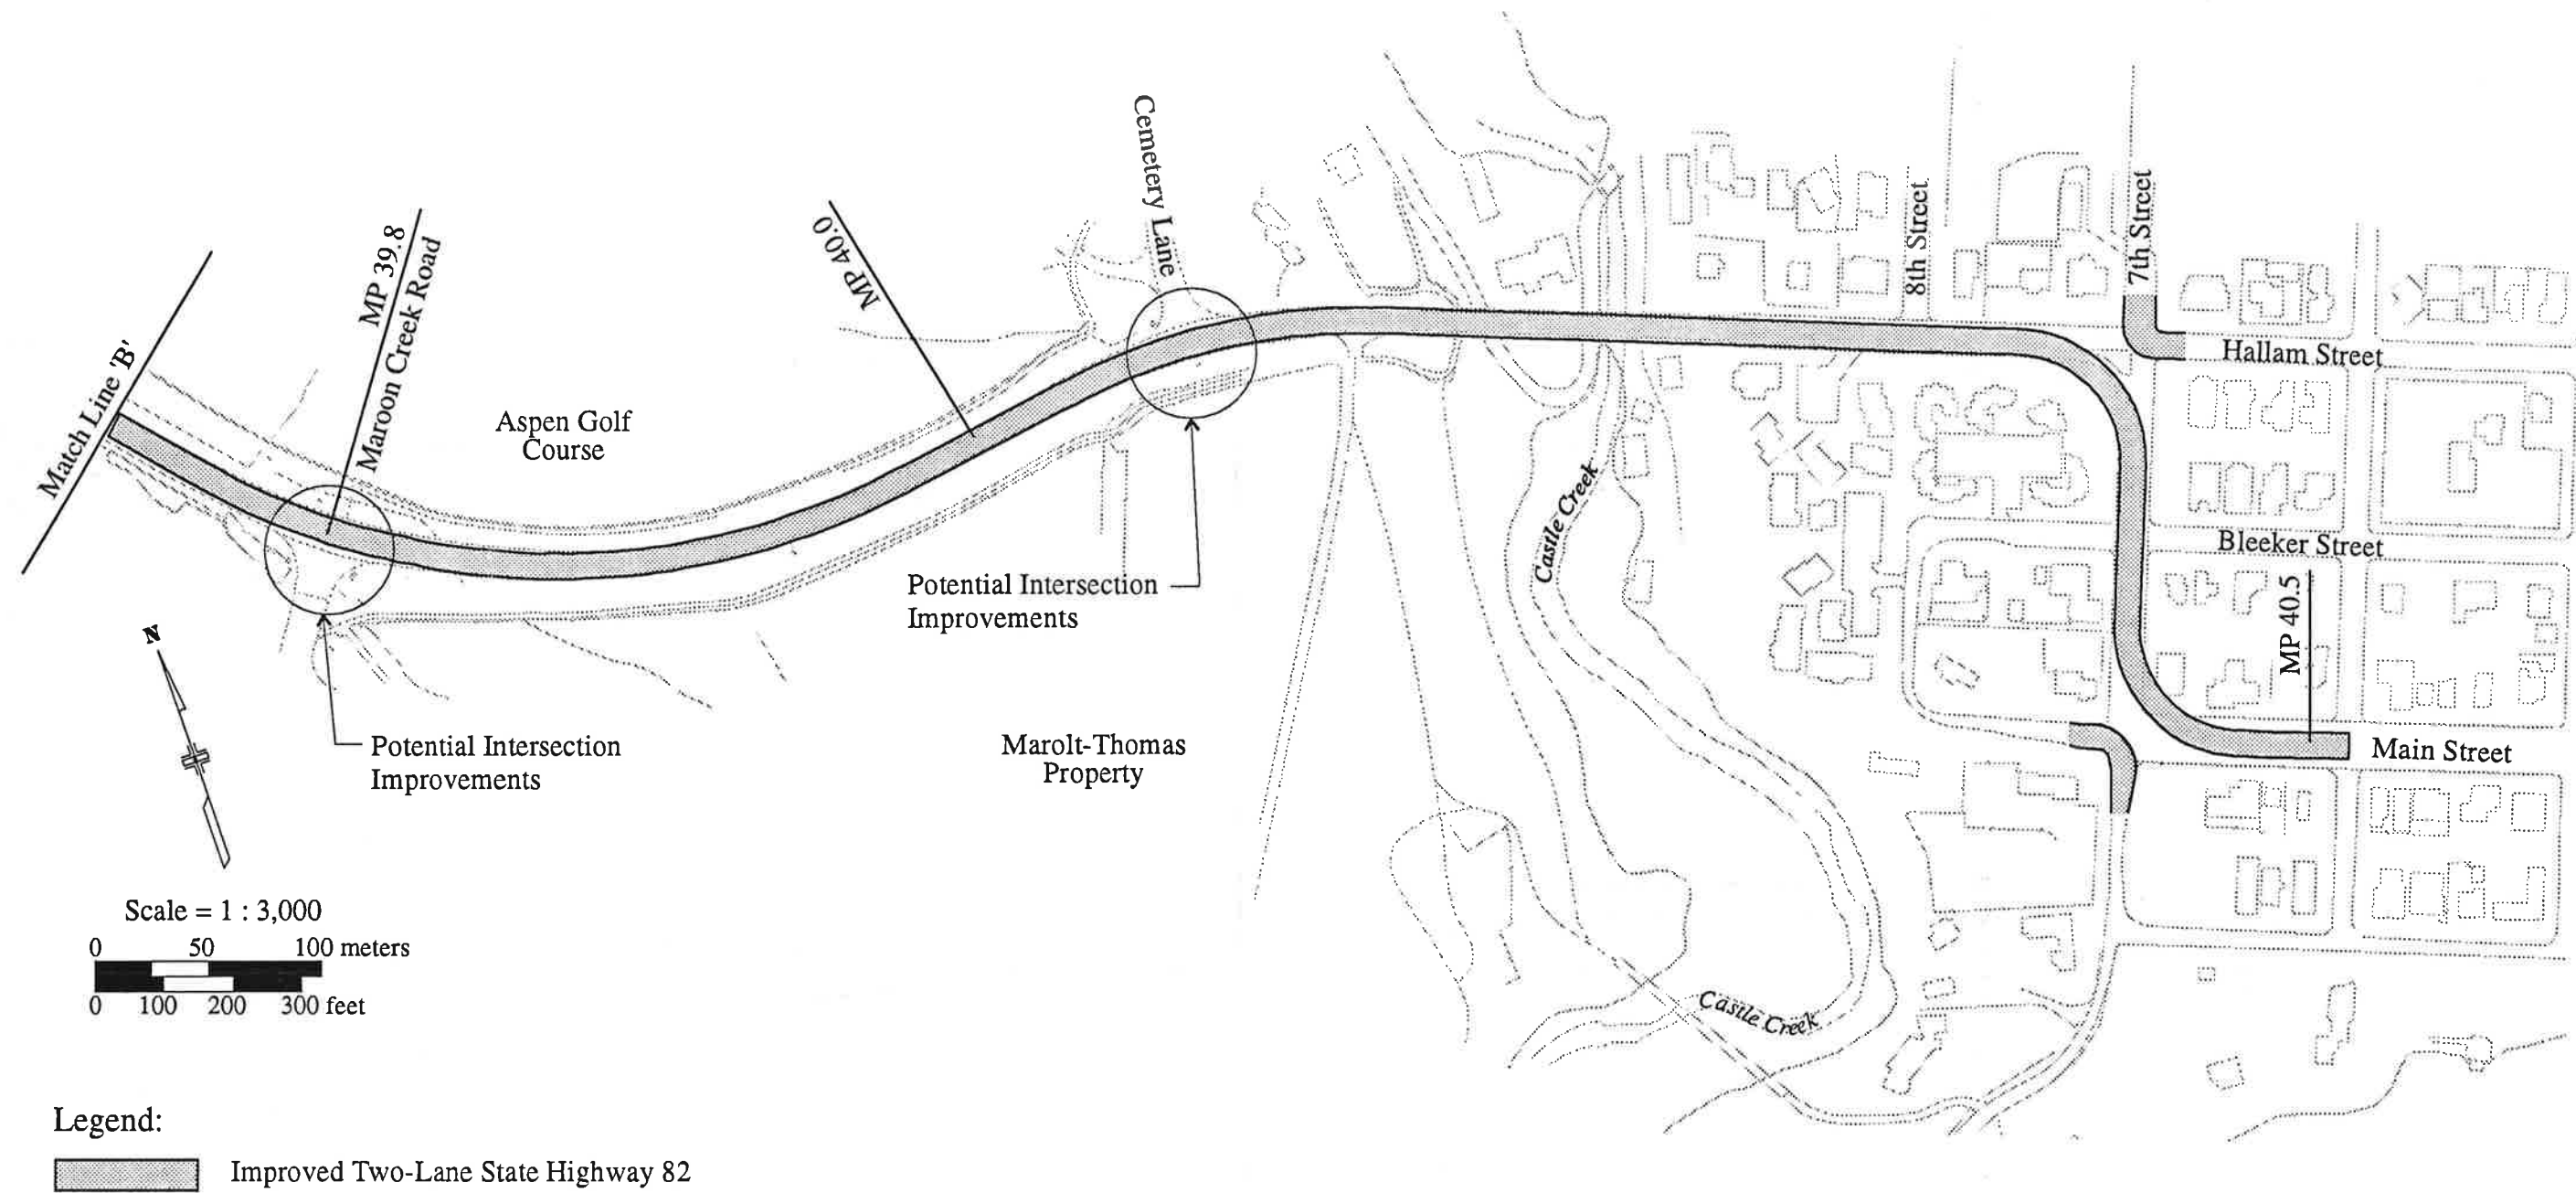 Cemetery Lane
7th Street
8th Street
MP 40.0
MP 39.8
Maroon Creek Road
Match Line 'B'
Hallam Street
Aspen Golf
Course
Castle Creek
Bleeker Street
Potential Intersection
Improvements
MP 40.5
N
Potential Intersection
Improvements
Marolt-Thomas
Property
Main Street
Scale = 1 : 3,000
0 50 100 meters
0 100 200 300 feet
Castle Creek
Legend:
Improved Two-Lane State Highway 82